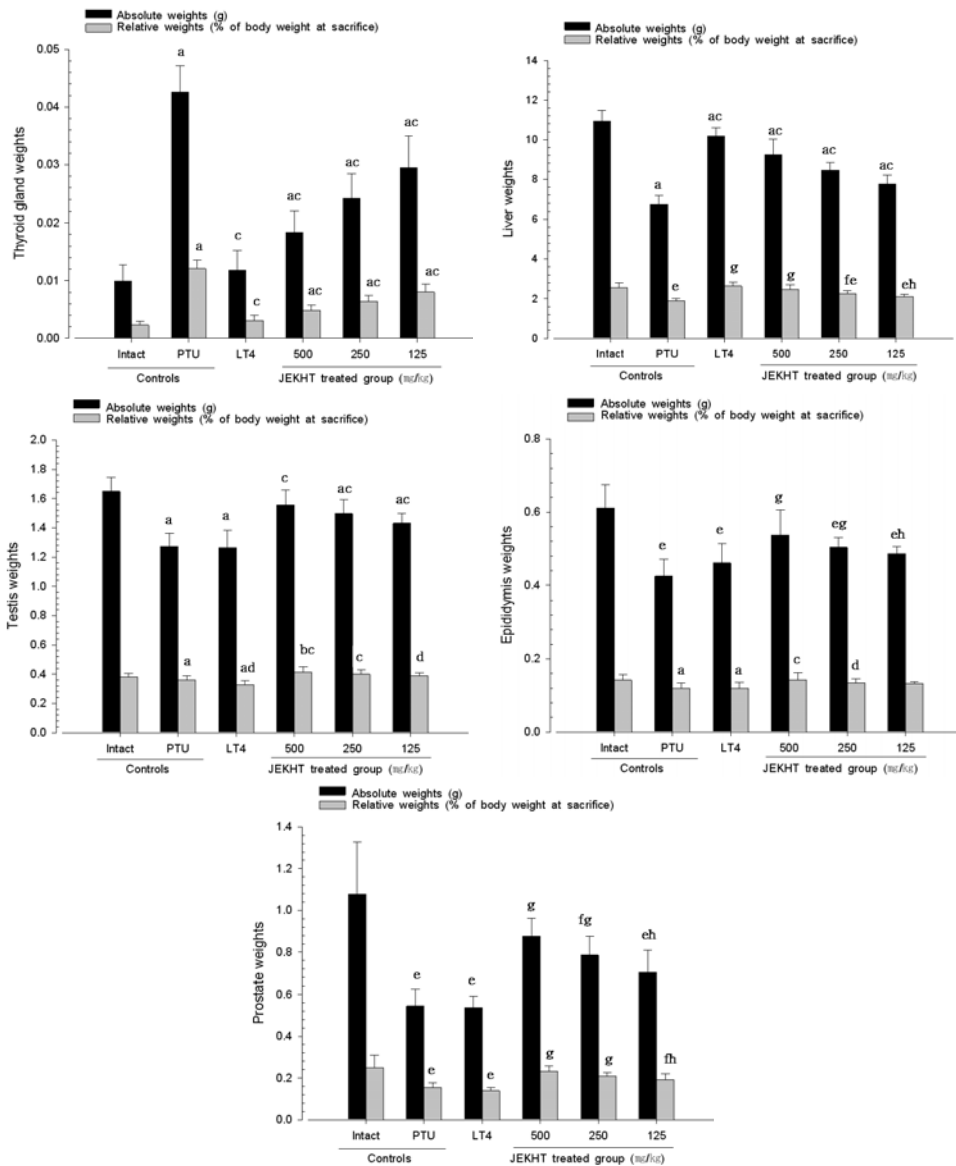 Absolute weights (g)
Relative weights (% of body weight at sacrifice)
Thyroid gland weights
0.05
0.04
0.03
0.02
0.01
0.00
a
a
c
c
ac
ac
ac
ac
ac
ac
Intact PTU LT4 500 250 125
Controls JEKHT treated group (㎎/㎏)
Absolute weights (g)
Relative weights (% of body weight at sacrifice)
Liver weights
14
12
10
8
6
4
2
0
a
e
ac
g
ac
g
ac
fe
ac
eh
Intact PTU LT4 500 250 125
Controls JEKHT treated group (㎎/㎏)
Absolute weights (g)
Relative weights (% of body weight at sacrifice)
Testis weights
2.0
1.8
1.6
1.4
1.2
1.0
0.8
0.6
0.4
0.2
0.0
a
a
a
ad
c
bc
ac
c
ac
d
Intact PTU LT4 500 250 125
Controls JEKHT treated group (㎎/㎏)
Absolute weights (g)
Relative weights (% of body weight at sacrifice)
Epididymis weights
0.8
0.6
0.4
0.2
0.0
e
a
e
a
g
c
eg
d
eh
Intact PTU LT4 500 250 125
Controls JEKHT treated group (㎎/㎏)
Absolute weights (g)
Relative weights (% of body weight at sacrifice)
Prostate weights
1.4
1.2
1.0
0.8
0.6
0.4
0.2
0.0
e
e
e
e
g
g
fg
g
eh
fh
Intact PTU LT4 500 250 125
Controls JEKHT treated group (㎎/㎏)